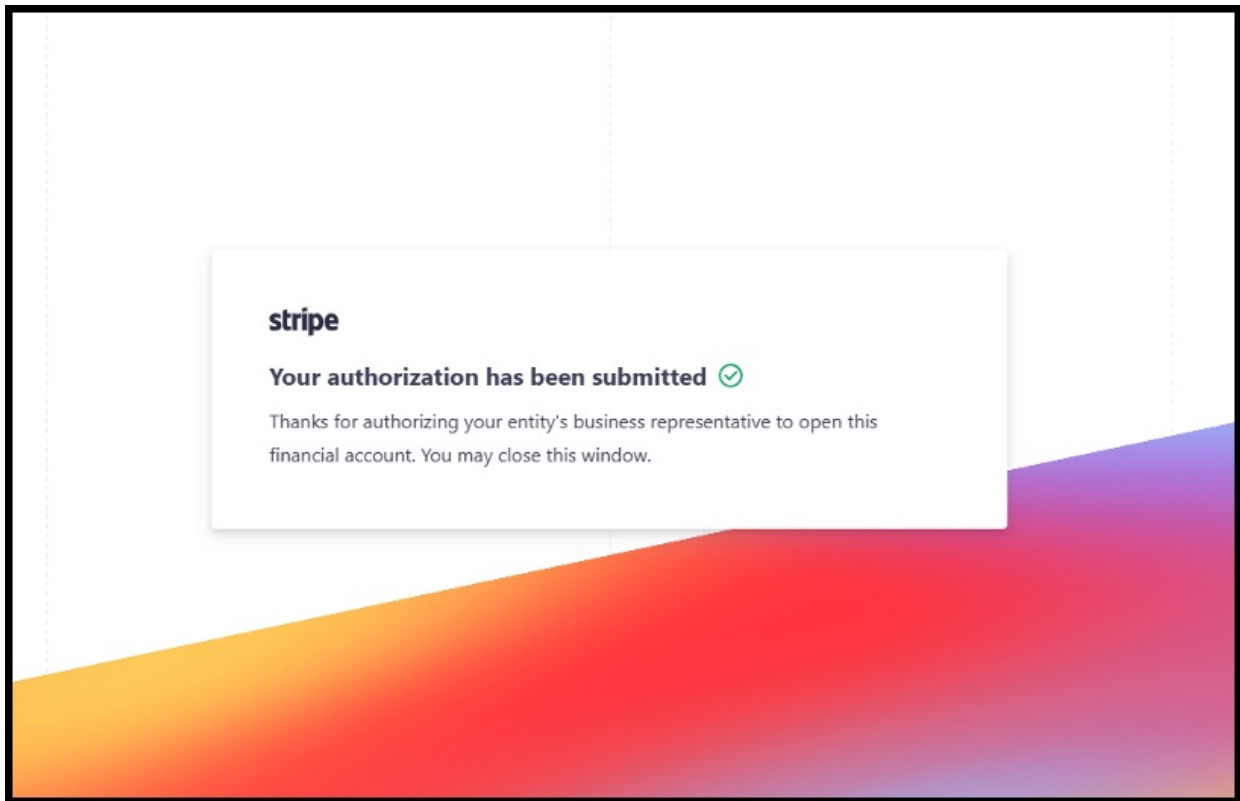 stripe
Your authorization has been submitted
Thanks for authorizing your entity's business representative to open this
financial account. You may close this window.